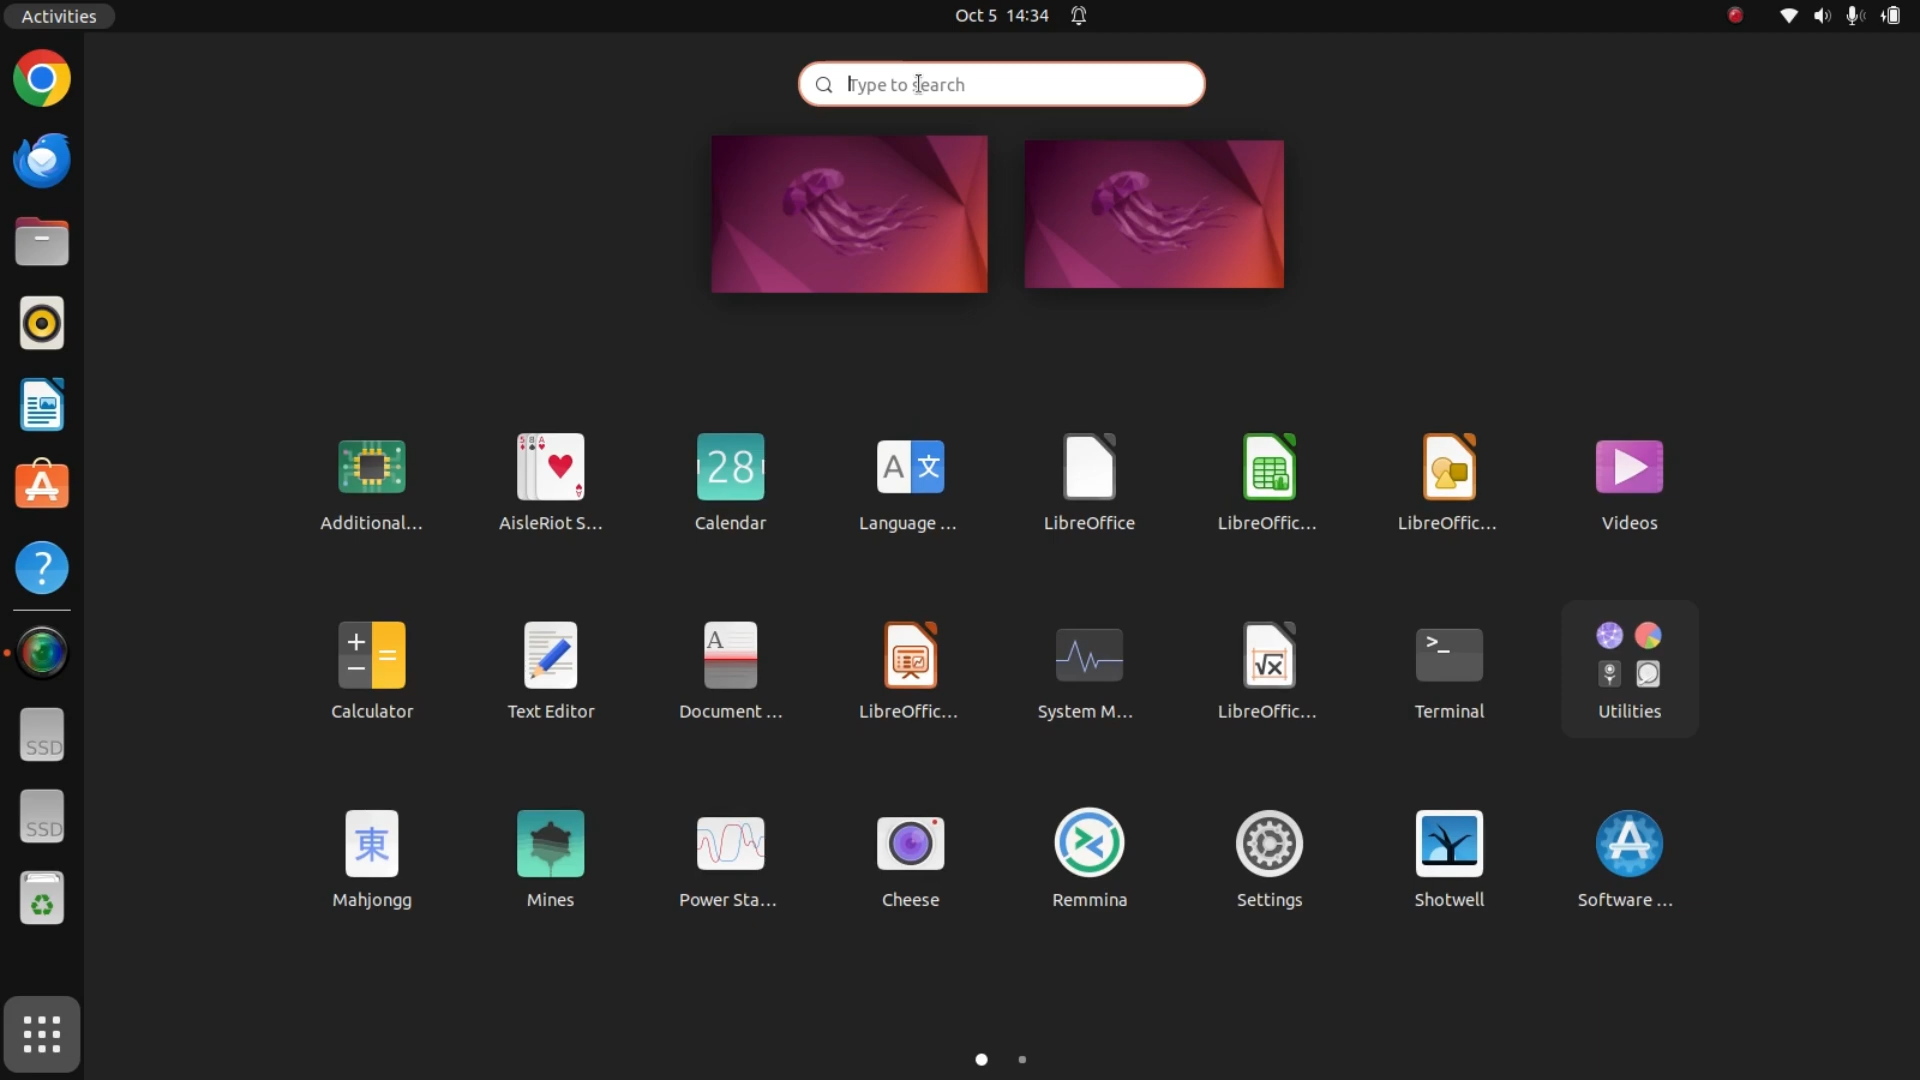 Activities
Oct 5 14:34
Type to search
Additional...
AisleRiot S...
28
Calendar
A 文
Language ...
LibreOffice
LibreOffic...
LibreOffic...
Videos
Calculator
Text Editor
A
Document ...
LibreOffic...
System M...
√x
LibreOffic...
>_
Terminal
Utilities
SSD
SSD
東
Mahjongg
Mines
Power Sta...
Cheese
Remmina
Settings
Shotwell
Software ...